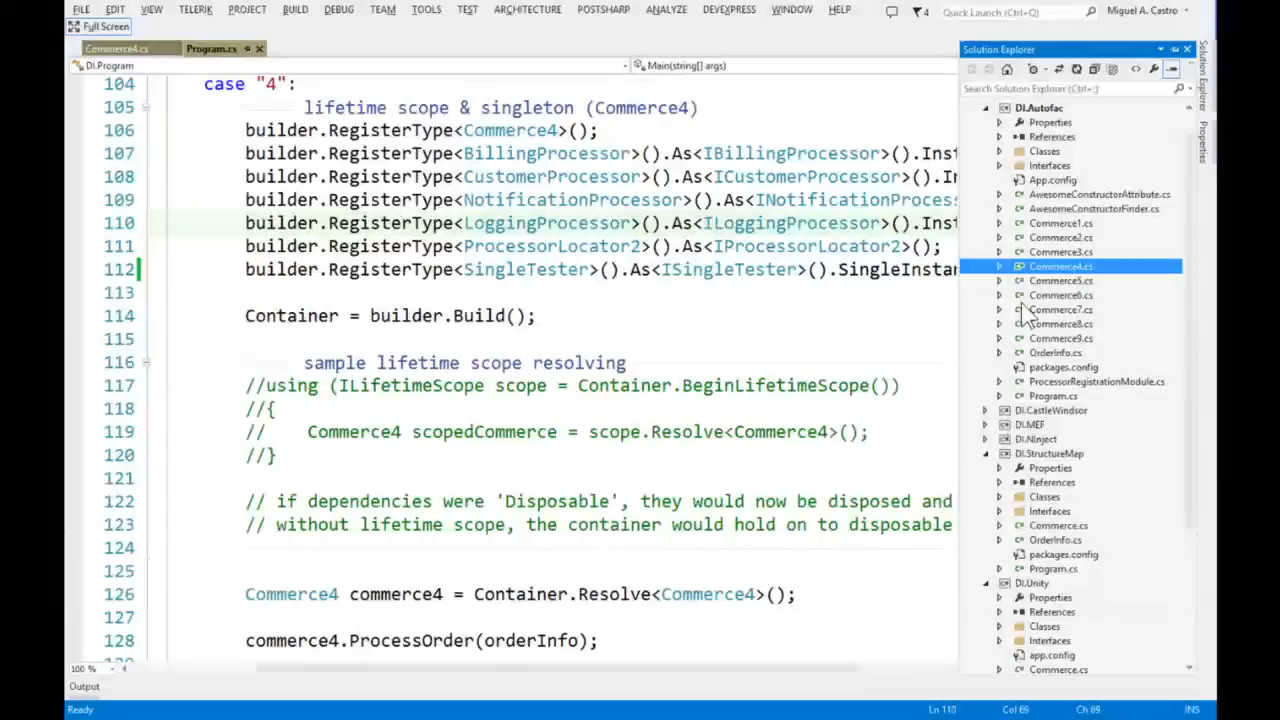 FILE EDIT VIEW TELERIK PROJECT BUILD DEBUG TEAM TOOLS TEST ARCHITECTURE POSTSHARP ANALYZE DEVEXPRESS WINDOW HELP 4 Quick Launch (Ctrl+Q) Miguel A. Castro
Full Screen
Commerce4.cs Program.cs
DI.Program Main(string[] args)
104 case "4":
105 lifetime scope & singleton (Commerce4)
106 builder.RegisterType<Commerce4>();
107 builder.RegisterType<BillingProcessor>().As<IBillingProcessor>().Inst
108 builder.RegisterType<CustomerProcessor>().As<ICustomerProcessor>().In
109 builder.RegisterType<NotificationProcessor>().As<INotificationProcess
110 builder.RegisterType<LoggingProcessor>().As<ILoggingProcessor>().Inst
111 builder.RegisterType<ProcessorLocator2>().As<IProcessorLocator2>();
112 builder.RegisterType<SingleTester>().As<ISingleTester>().SingleInstan
113
114 Container = builder.Build();
115
116 sample lifetime scope resolving
117 //using (ILifetimeScope scope = Container.BeginLifetimeScope())
118 //{
119 // Commerce4 scopedCommerce = scope.Resolve<Commerce4>();
120 //}
121
122 // if dependencies were 'Disposable', they would now be disposed and
123 // without lifetime scope, the container would hold on to disposable
124
125
126 Commerce4 commerce4 = Container.Resolve<Commerce4>();
127
128 commerce4.ProcessOrder(orderInfo);
100 %
Output
Ready Ln 110 Col 69 Ch 69 INS
Solution Explorer
Search Solution Explorer (Ctrl+;)
DI.Autofac
Properties
References
Classes
Interfaces
App.config
AwesomeConstructorAttribute.cs
AwesomeConstructorFinder.cs
Commerce1.cs
Commerce2.cs
Commerce3.cs
Commerce4.cs
Commerce5.cs
Commerce6.cs
Commerce7.cs
Commerce8.cs
Commerce9.cs
OrderInfo.cs
packages.config
ProcessorRegistrationModule.cs
Program.cs
DI.CastleWindsor
DI.MEF
DI.NInject
DI.StructureMap
Properties
References
Classes
Interfaces
Commerce.cs
OrderInfo.cs
packages.config
Program.cs
DI.Unity
Properties
References
Classes
Interfaces
app.config
Commerce.cs
Solution Explorer
Properties